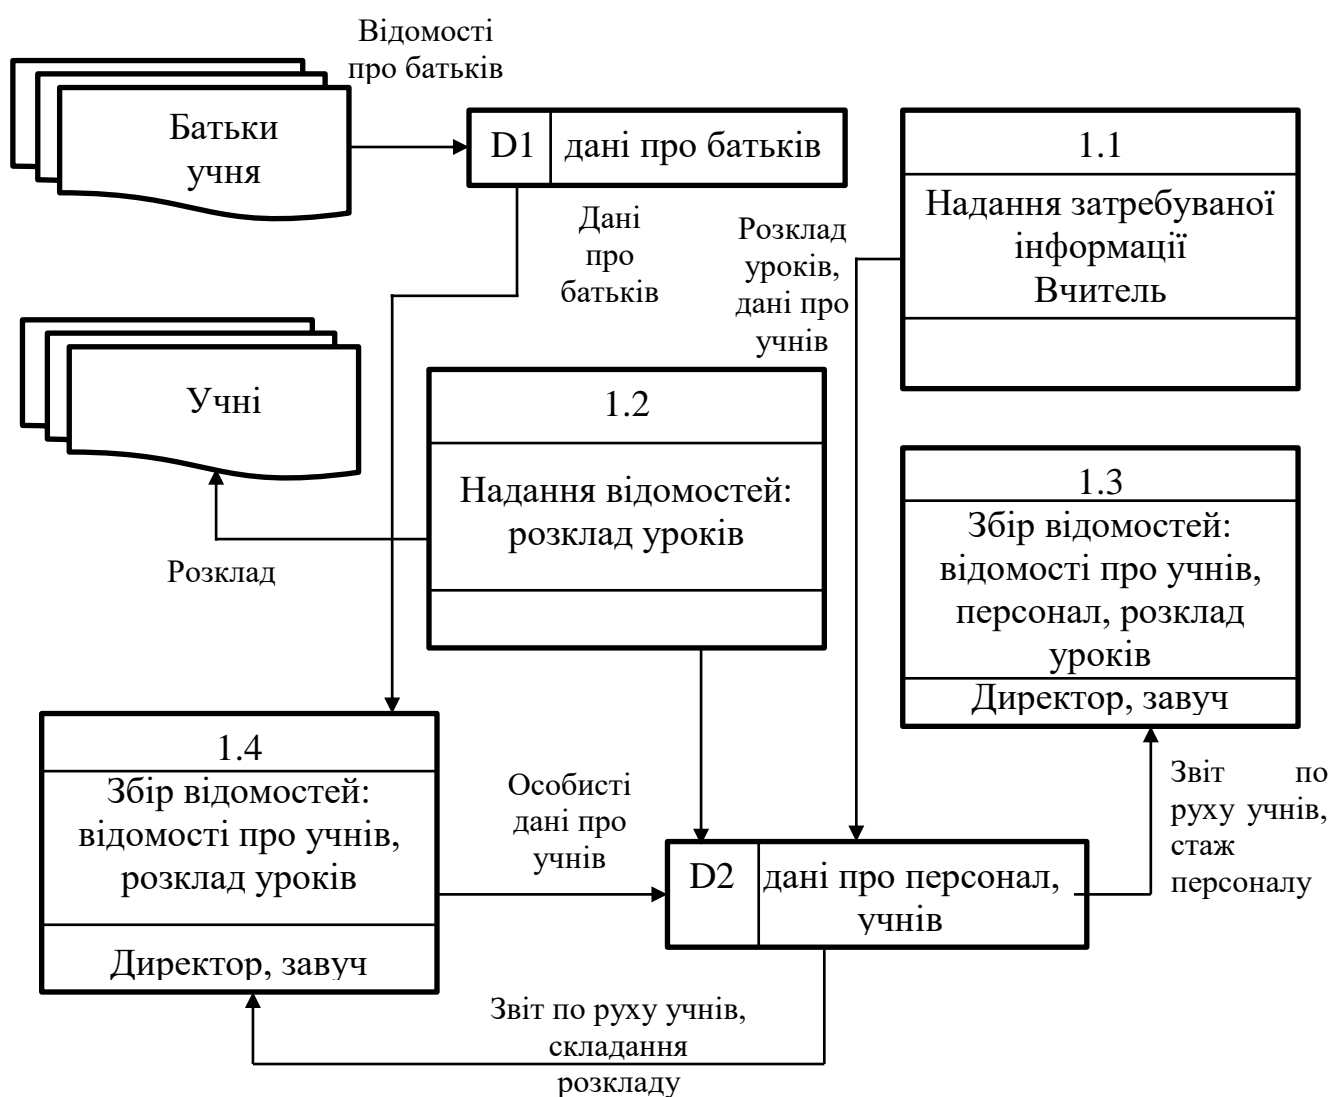 Відомості
про батьків
Батьки
учня
D1
дані про батьків
1.1
Надання затребуваної
інформації
Вчитель
Дані
про
батьків
Розклад
уроків,
дані про
учнів
Учні
1.2
Надання відомостей:
розклад уроків
Розклад
1.3
Збір відомостей:
відомості про учнів,
персонал, розклад
уроків
Директор, завуч
1.4
Збір відомостей:
відомості про учнів,
розклад уроків
Директор, завуч
Особисті
дані про
учнів
D2
дані про персонал,
учнів
Звіт по
руху учнів,
стаж
персоналу
Звіт по руху учнів,
складання
розкладу